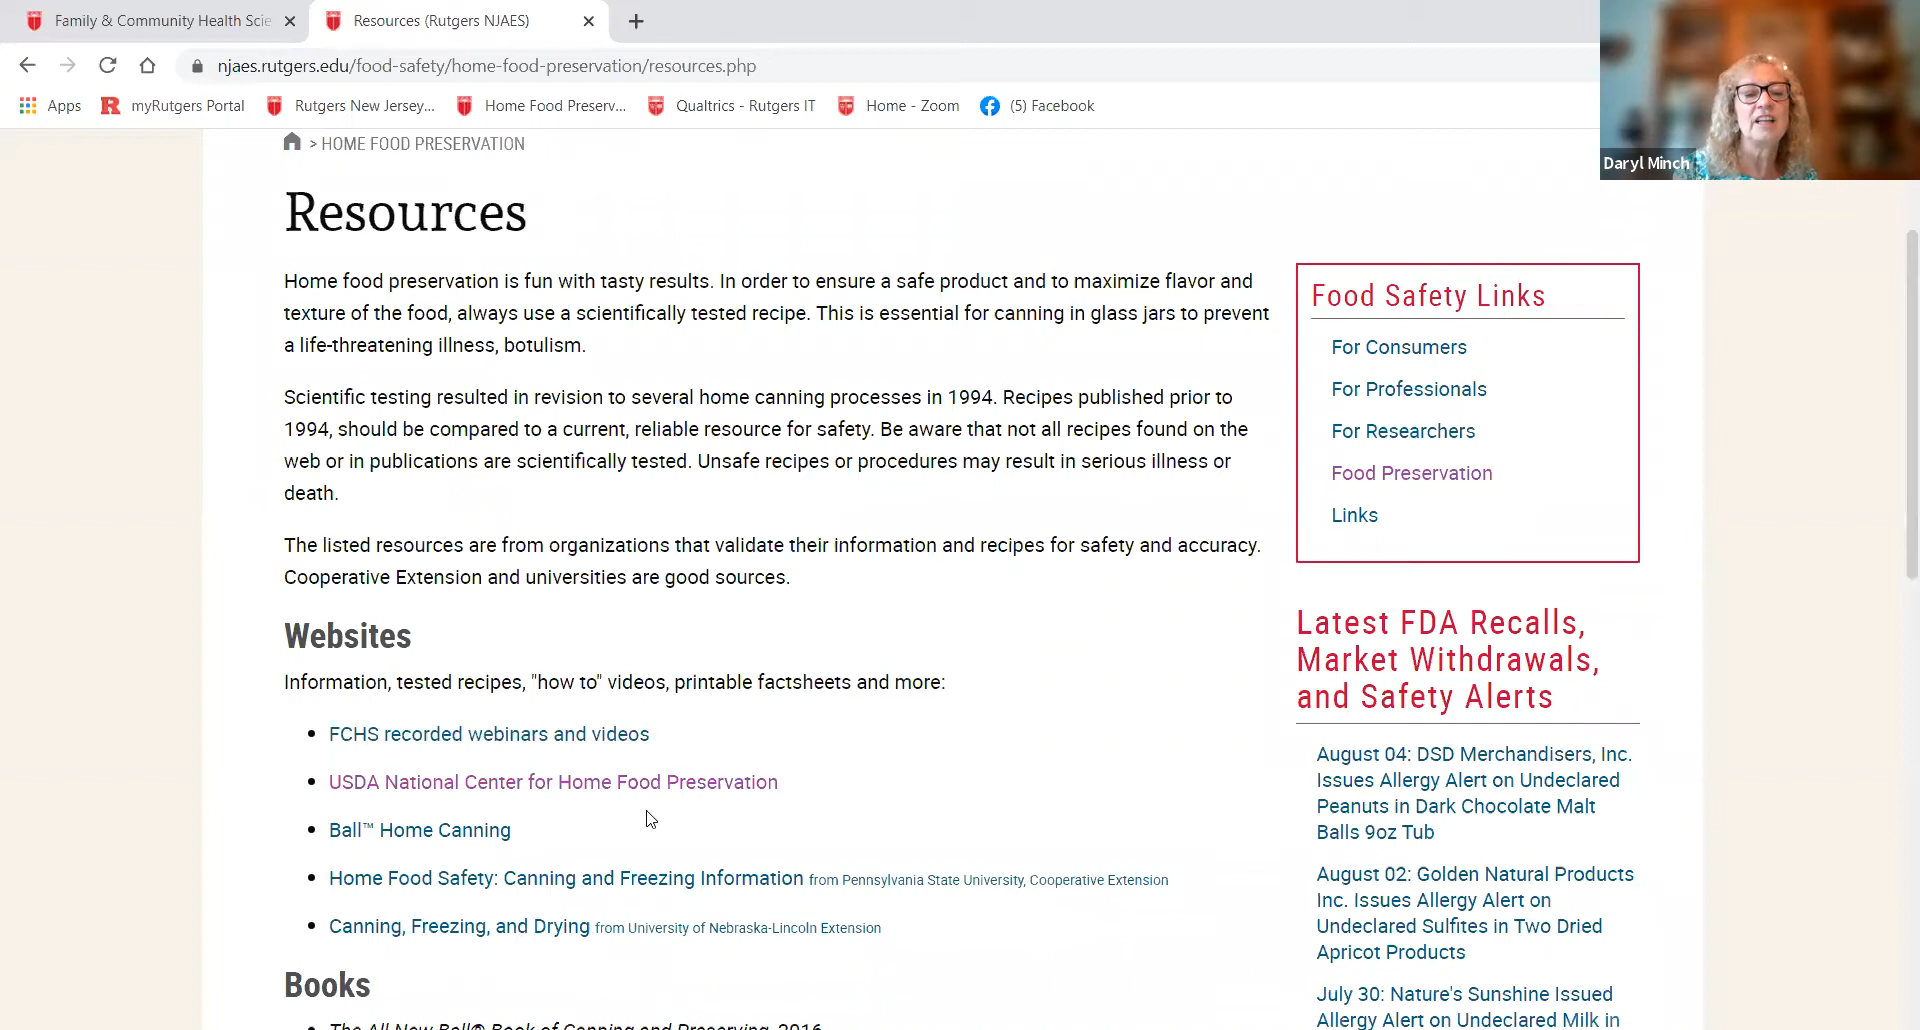 Family & Community Health Scie
Resources (Rutgers NJAES)
njaes.rutgers.edu/food-safety/home-food-preservation/resources.php
Apps
myRutgers Portal
Rutgers New Jersey...
Home Food Preserv...
Qualtrics - Rutgers IT
Home - Zoom
(5) Facebook
Daryl Minch
> HOME FOOD PRESERVATION
Resources
Home food preservation is fun with tasty results. In order to ensure a safe product and to maximize flavor and
texture of the food, always use a scientifically tested recipe. This is essential for canning in glass jars to prevent
a life-threatening illness, botulism.
Scientific testing resulted in revision to several home canning processes in 1994. Recipes published prior to
1994, should be compared to a current, reliable resource for safety. Be aware that not all recipes found on the
web or in publications are scientifically tested. Unsafe recipes or procedures may result in serious illness or
death.
The listed resources are from organizations that validate their information and recipes for safety and accuracy.
Cooperative Extension and universities are good sources.
Websites
Information, tested recipes, "how to" videos, printable factsheets and more:
• FCHS recorded webinars and videos
• USDA National Center for Home Food Preservation
• Ball™ Home Canning
• Home Food Safety: Canning and Freezing Information from Pennsylvania State University, Cooperative Extension
• Canning, Freezing, and Drying from University of Nebraska-Lincoln Extension
Books
• The All New Ball® Book of Canning and Preserving, 2016
Food Safety Links
For Consumers
For Professionals
For Researchers
Food Preservation
Links
Latest FDA Recalls,
Market Withdrawals,
and Safety Alerts
August 04: DSD Merchandisers, Inc.
Issues Allergy Alert on Undeclared
Peanuts in Dark Chocolate Malt
Balls 9oz Tub
August 02: Golden Natural Products
Inc. Issues Allergy Alert on
Undeclared Sulfites in Two Dried
Apricot Products
July 30: Nature's Sunshine Issued
Allergy Alert on Undeclared Milk in